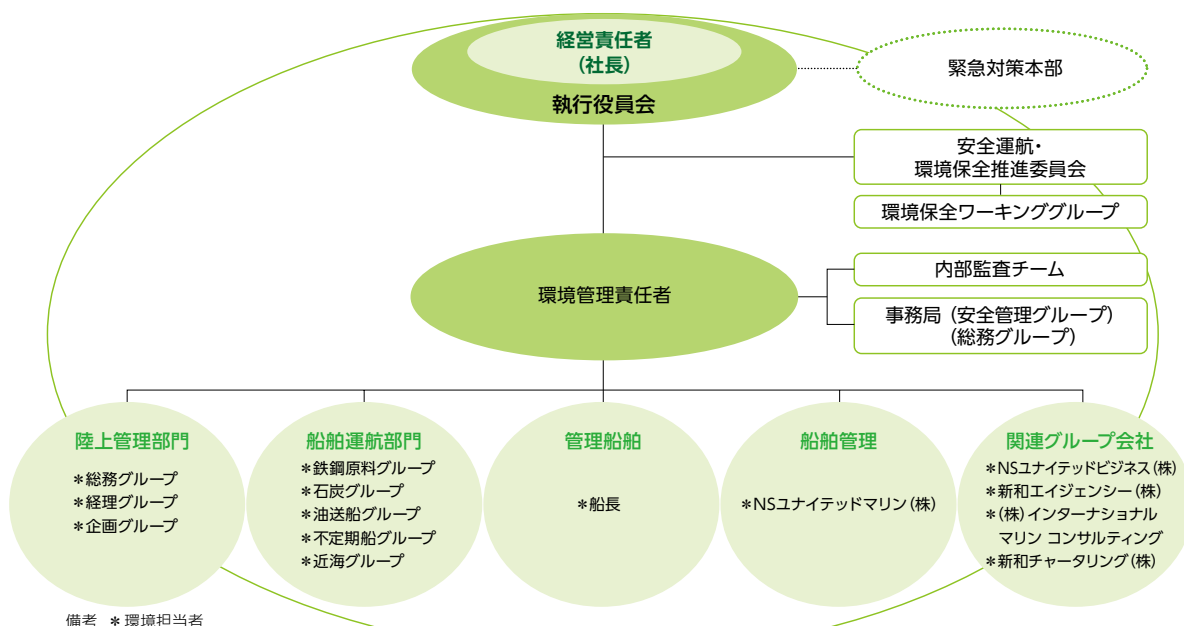 経営責任者
(社長)
執行役員会
緊急対策本部
安全運航・
環境保全推進委員会
環境保全ワーキンググループ
環境管理責任者
内部監査チーム
事務局(安全管理グループ)
(総務グループ)
陸上管理部門
*総務グループ
*経理グループ
*企画グループ
船舶運航部門
*鉄鋼原料グループ
*石炭グループ
*油送船グループ
*不定期船グループ
*近海グループ
管理船舶
*船長
船舶管理
*NSユナイテッドマリン(株)
関連グループ会社
*NSユナイテッドビジネス(株)
*新和エイジェンシー(株)
*(株)インターナショナル
マリン コンサルティング
*新和チャータリング(株)
備考 *環境担当者